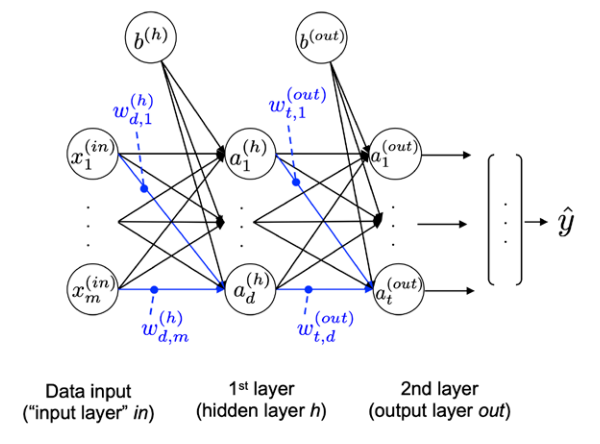 b^{(h)} b^{(out)}
w_{d,1}^{(h)} w_{t,1}^{(out)}
x_1^{(in)} a_1^{(h)} a_1^{(out)}
ŷ
x_m^{(in)} a_d^{(h)} a_t^{(out)}
w_{d,m}^{(h)} w_{t,d}^{(out)}
Data input 1st layer 2nd layer
(“input layer” in) (hidden layer h) (output layer out)